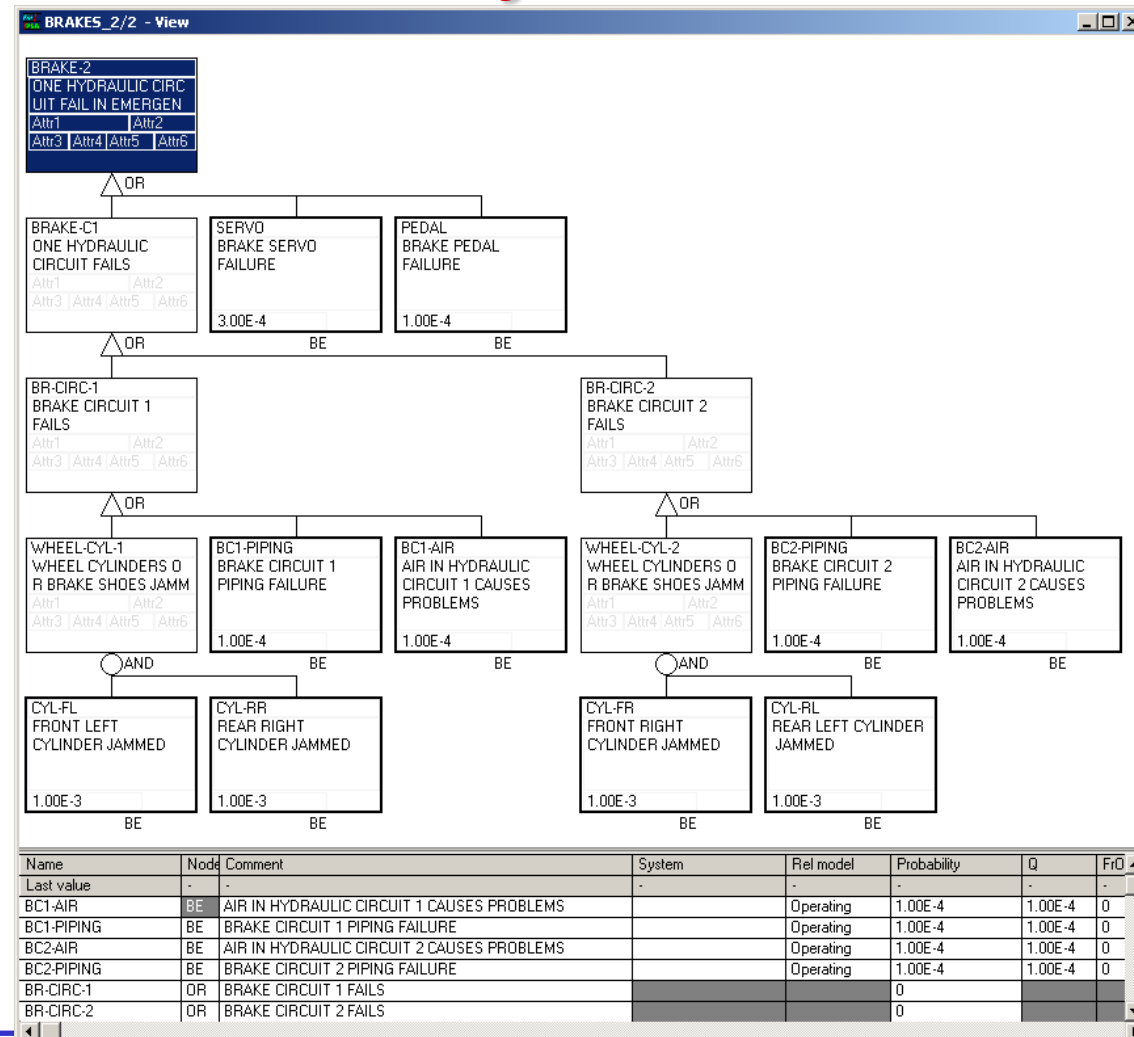 BRAKES_2/2 - View
BRAKE-2
ONE HYDRAULIC CIRC
UIT FAIL IN EMERGEN
Attr1 Attr2
Attr3 Attr4 Attr5 Attr6
OR
BRAKE-C1
ONE HYDRAULIC
CIRCUIT FAILS
Attr1 Attr2
Attr3 Attr4 Attr5 Attr6
SERVO
BRAKE SERVO
FAILURE
3.00E-4
PEDAL
BRAKE PEDAL
FAILURE
1.00E-4
OR
BE
BE
BR-CIRC-1
BRAKE CIRCUIT 1
FAILS
Attr1 Attr2
Attr3 Attr4 Attr5 Attr6
BR-CIRC-2
BRAKE CIRCUIT 2
FAILS
Attr1 Attr2
Attr3 Attr4 Attr5 Attr6
OR
OR
WHEEL-CYL-1
WHEEL CYLINDERS O
R BRAKE SHOES JAMM
Attr1 Attr2
Attr3 Attr4 Attr5 Attr6
BC1-PIPING
BRAKE CIRCUIT 1
PIPING FAILURE
1.00E-4
BC1-AIR
AIR IN HYDRAULIC
CIRCUIT 1 CAUSES
PROBLEMS
1.00E-4
WHEEL-CYL-2
WHEEL CYLINDERS O
R BRAKE SHOES JAMM
Attr1 Attr2
Attr3 Attr4 Attr5 Attr6
BC2-PIPING
BRAKE CIRCUIT 2
PIPING FAILURE
1.00E-4
BC2-AIR
AIR IN HYDRAULIC
CIRCUIT 2 CAUSES
PROBLEMS
1.00E-4
AND
BE
BE
AND
BE
BE
CYL-FL
FRONT LEFT
CYLINDER JAMMED
1.00E-3
CYL-RR
REAR RIGHT
CYLINDER JAMMED
1.00E-3
CYL-FR
FRONT RIGHT
CYLINDER JAMMED
1.00E-3
CYL-RL
REAR LEFT CYLINDER
JAMMED
1.00E-3
BE
BE
BE
BE
Name Node Comment System Rel model Probability Q FrO
Last value - - - - - - -
BC1-AIR BE AIR IN HYDRAULIC CIRCUIT 1 CAUSES PROBLEMS Operating 1.00E-4 1.00E-4 0
BC1-PIPING BE BRAKE CIRCUIT 1 PIPING FAILURE Operating 1.00E-4 1.00E-4 0
BC2-AIR BE AIR IN HYDRAULIC CIRCUIT 2 CAUSES PROBLEMS Operating 1.00E-4 1.00E-4 0
BC2-PIPING BE BRAKE CIRCUIT 2 PIPING FAILURE Operating 1.00E-4 1.00E-4 0
BR-CIRC-1 OR BRAKE CIRCUIT 1 FAILS 0
BR-CIRC-2 OR BRAKE CIRCUIT 2 FAILS 0